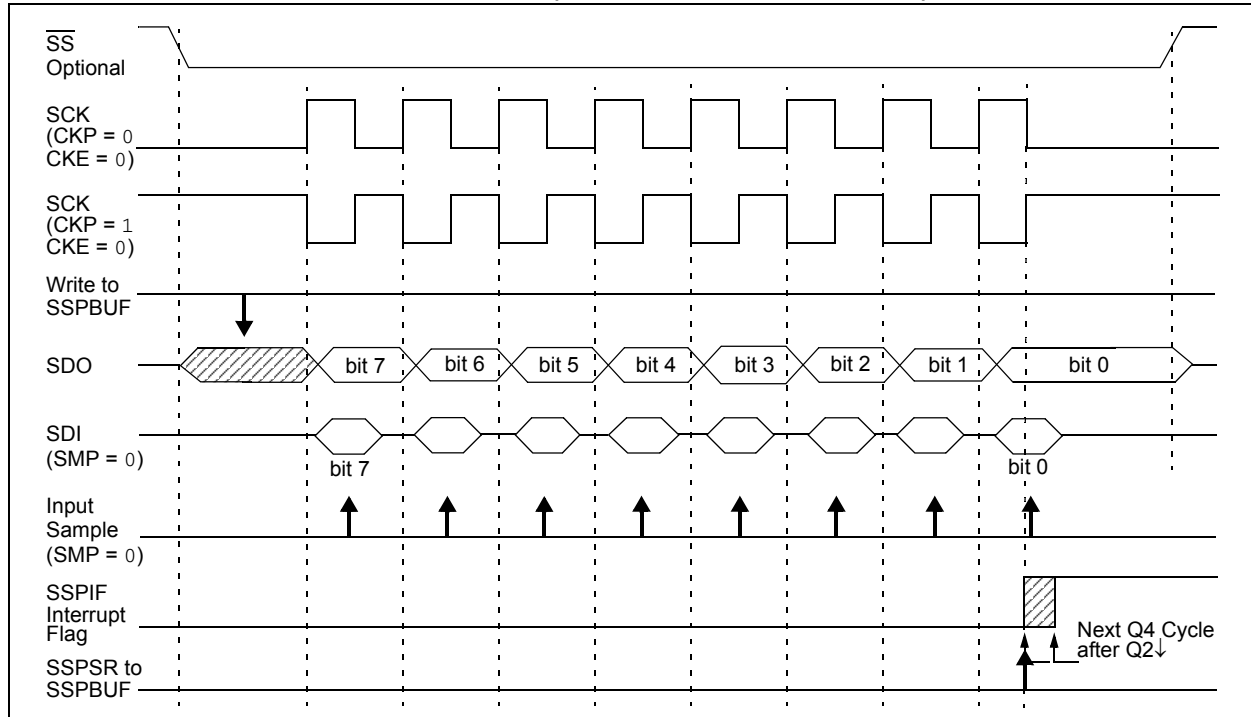 SS
Optional
SCK
(CKP = 0
CKE = 0)
SCK
(CKP = 1
CKE = 0)
Write to
SSPBUF
SDO
bit 7 bit 6 bit 5 bit 4 bit 3 bit 2 bit 1 bit 0
SDI
(SMP = 0)
bit 7 bit 0
Input
Sample
(SMP = 0)
SSPIF
Interrupt
Flag
Next Q4 Cycle
after Q2↓
SSPSR to
SSPBUF